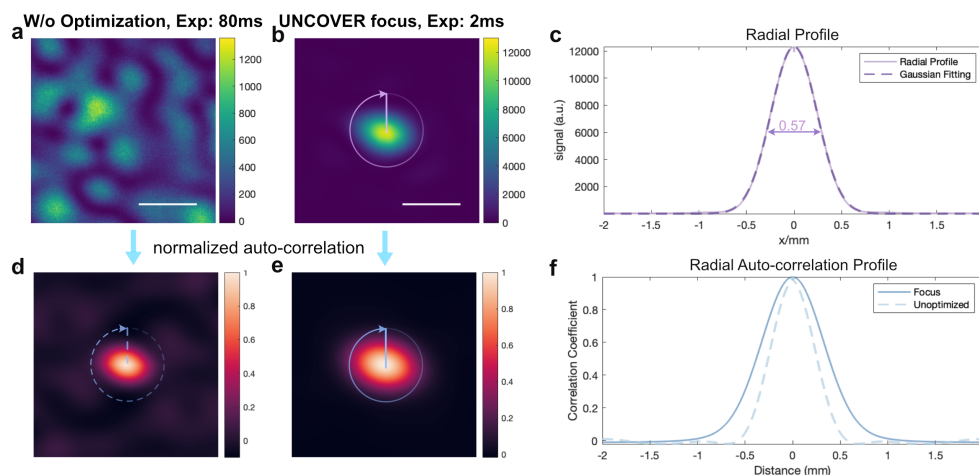 W/o Optimization, Exp: 80ms
UNCOVER focus, Exp: 2ms
a
1200
1000
800
600
400
200
0
b
12000
10000
8000
6000
4000
2000
0
c
Radial Profile
Radial Profile
Gaussian Fitting
0.57
signal (a.u.)
12000
10000
8000
6000
4000
2000
-2 -1.5 -1 -0.5 0 0.5 1 1.5
x/mm
normalized auto-correlation
d
1
0.8
0.6
0.4
0.2
0
e
1
0.8
0.6
0.4
0.2
0
f
Radial Auto-correlation Profile
Focus
Unoptimized
Correlation Coefficient
1
0.8
0.6
0.4
0.2
0
-2 -1.5 -1 -0.5 0 0.5 1 1.5
Distance (mm)